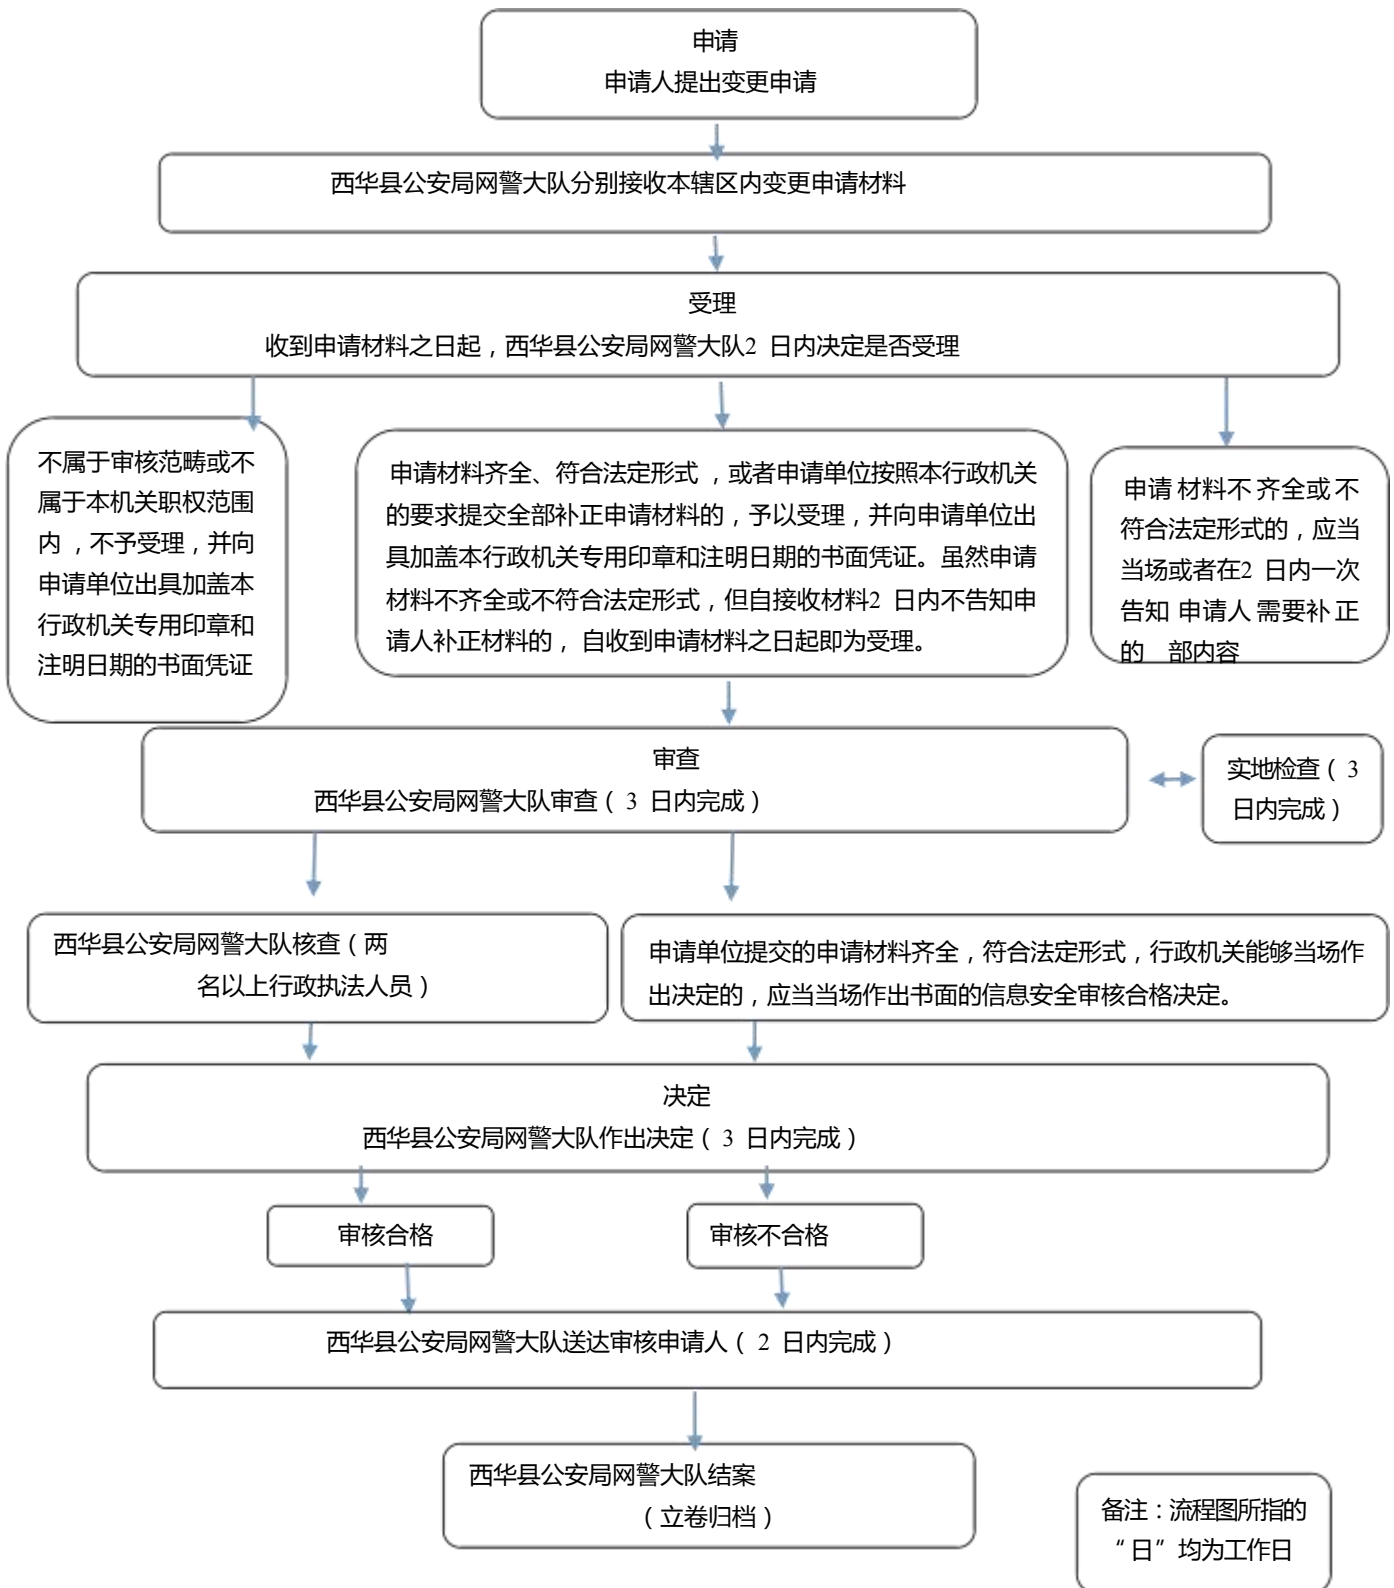 申请
申请人提出变更申请
西华县公安局网警大队分别接收本辖区内变更申请材料
受理
收到申请材料之日起，西华县公安局网警大队2 日内决定是否受理
不属于审核范畴或不
属于本机关职权范围
内，不予受理，并向
申请单位出具加盖本
行政机关专用印章和
注明日期的书面凭证
申请材料齐全、符合法定形式，或者申请单位按照本行政机关
的要求提交全部补正申请材料的，予以受理，并向申请单位出
具加盖本行政机关专用印章和注明日期的书面凭证。虽然申请
材料不齐全或不符合法定形式，但自接收材料2 日内不告知申
请人补正材料的，自收到申请材料之日起即为受理。
申请 材料不 齐全或 不
符合法定形式的，应当
当场或者在2 日内一次
告知 申请人 需要补 正
的 部内容
审查
西华县公安局网警大队审查（ 3 日内完成）
实地检查（ 3
日内完成）
西华县公安局网警大队核查（两
名以上行政执法人员）
申请单位提交的申请材料齐全，符合法定形式，行政机关能够当场作
出决定的，应当当场作出书面的信息安全审核合格决定。
决定
西华县公安局网警大队作出决定（ 3 日内完成）
审核合格
审核不合格
西华县公安局网警大队送达审核申请人（ 2 日内完成）
西华县公安局网警大队结案
（立卷归档）
备注：流程图所指的
“日”均为工作日